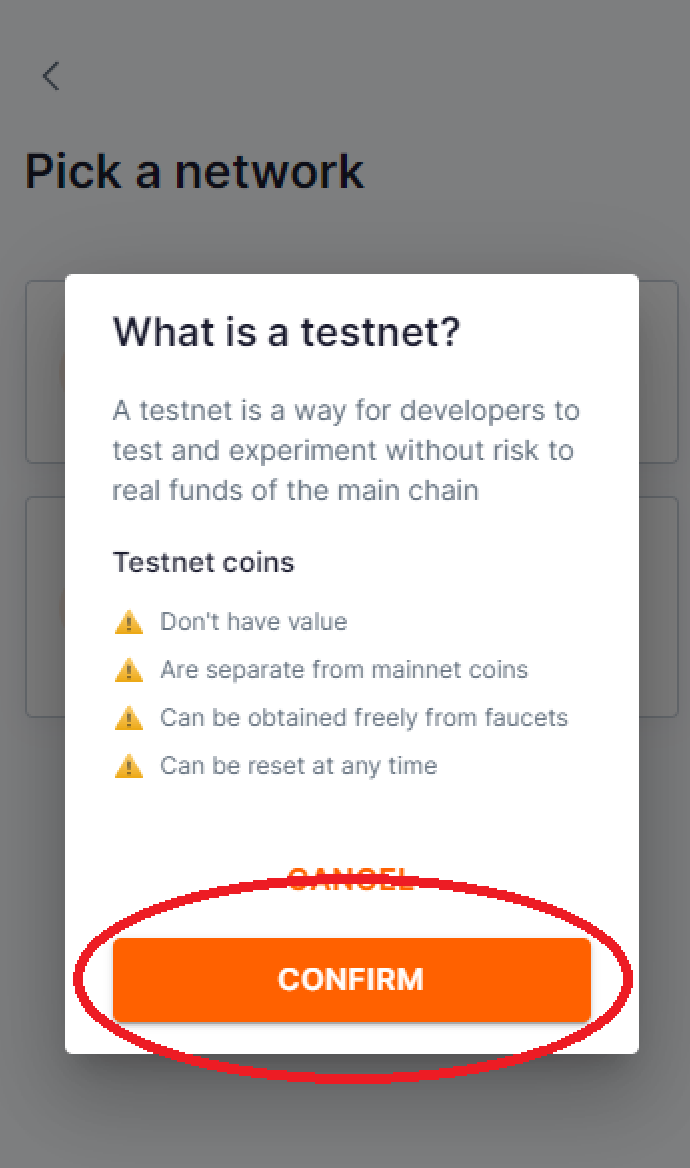 Pick a network
What is a testnet?
A testnet is a way for developers to
test and experiment without risk to
real funds of the main chain
Testnet coins
Don't have value
Are separate from mainnet coins
Can be obtained freely from faucets
Can be reset at any time
CANCEL
CONFIRM